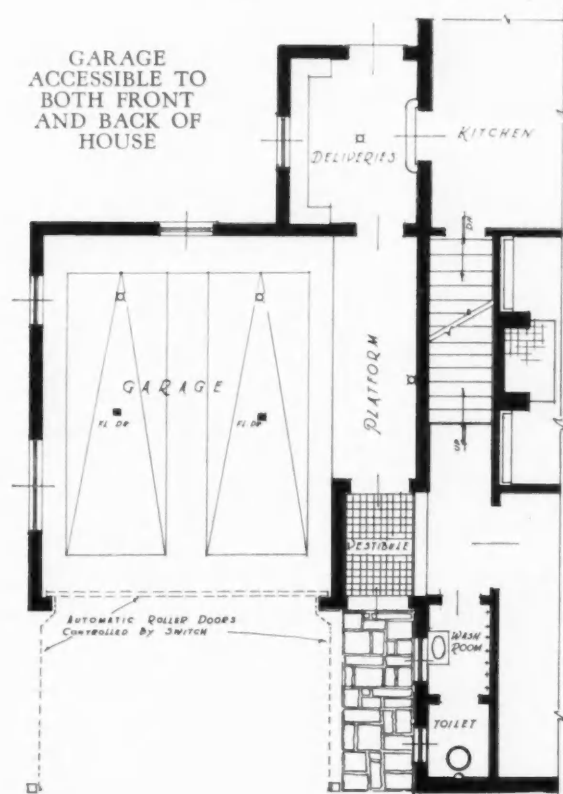 GARAGE
ACCESSIBLE TO
BOTH FRONT
AND BACK OF
HOUSE
DELIVERIES
KITCHEN
DN
GARAGE
PLATFORM
FL. DR.
FL. DR.
UP
VESTIBULE
AUTOMATIC ROLLER DOORS
CONTROLLED BY SWITCH
WASH
ROOM
TOILET